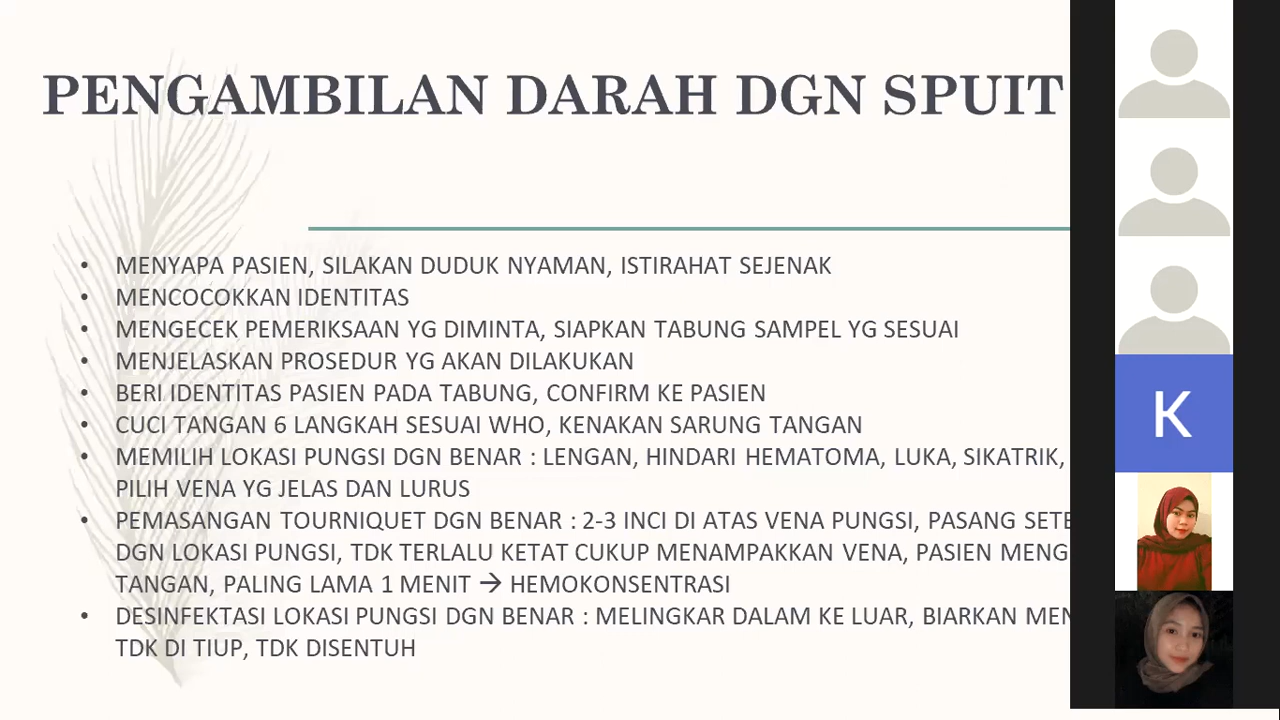 PENGAMBILAN DARAH DGN SPUIT
• MENYAPA PASIEN, SILAKAN DUDUK NYAMAN, ISTIRAHAT SEJENAK
• MENCOCOKKAN IDENTITAS
• MENGECEK PEMERIKSAAN YG DIMINTA, SIAPKAN TABUNG SAMPEL YG SESUAI
• MENJELASKAN PROSEDUR YG AKAN DILAKUKAN
• BERI IDENTITAS PASIEN PADA TABUNG, CONFIRM KE PASIEN
• CUCI TANGAN 6 LANGKAH SESUAI WHO, KENAKAN SARUNG TANGAN
• MEMILIH LOKASI PUNGSI DGN BENAR : LENGAN, HINDARI HEMATOMA, LUKA, SIKATRIK,
PILIH VENA YG JELAS DAN LURUS
• PEMASANGAN TOURNIQUET DGN BENAR : 2-3 INCI DI ATAS VENA PUNGSI, PASANG
DGN LOKASI PUNGSI, TDK TERLALU KETAT CUKUP MENAMPAKKAN VENA, PASIEN
TANGAN, PALING LAMA 1 MENIT → HEMOKONSENTRASI
• DESINFEKTASI LOKASI PUNGSI DGN BENAR : MELINGKAR DALAM KE LUAR, BIARKAN
TDK DI TIUP, TDK DISENTUH
K